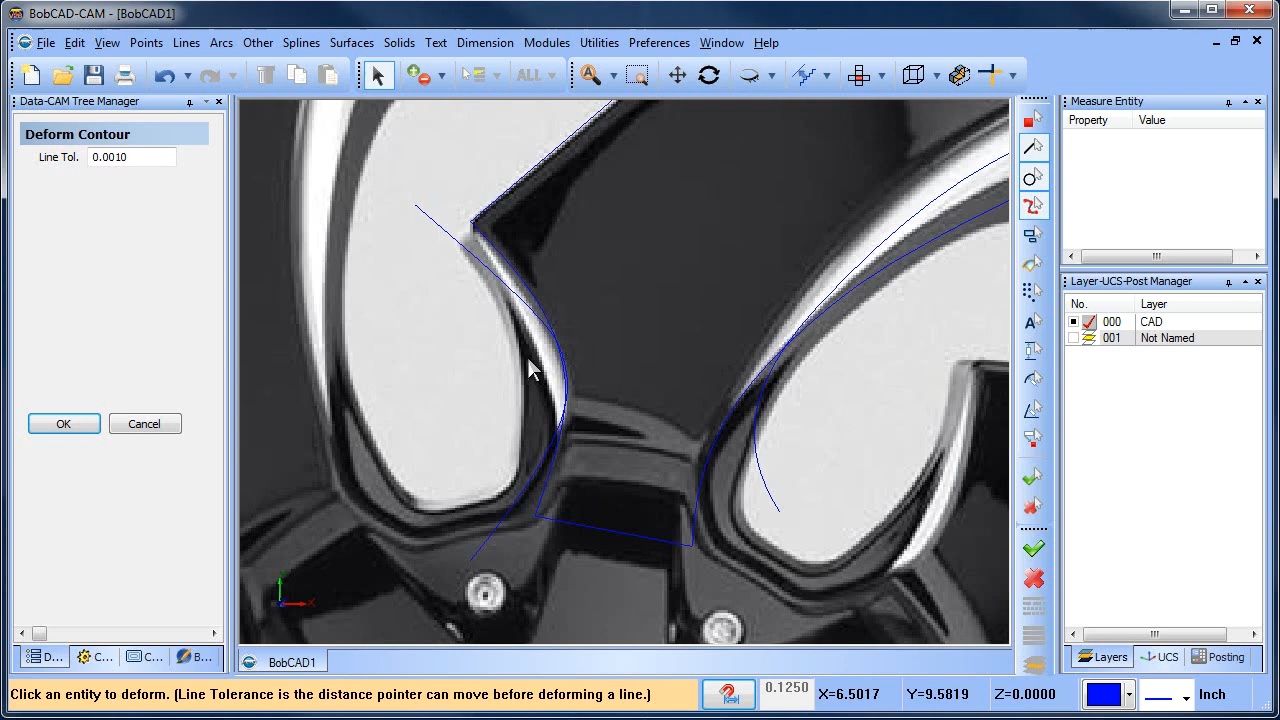 BobCAD-CAM - [BobCAD1]
File Edit View Points Lines Arcs Other Splines Surfaces Solids Text Dimension Modules Utilities Preferences Window Help
ALL
Data-CAM Tree Manager
Deform Contour
Line Tol. 0.0010
OK Cancel
D... C... C... B...
X
BobCAD1
Measure Entity
Property Value
Layer-UCS-Post Manager
No. Layer
000 CAD
001 Not Named
Layers UCS Posting
Click an entity to deform. (Line Tolerance is the distance pointer can move before deforming a line.)
0.1250 X=6.5017 Y=9.5819 Z=0.0000 Inch